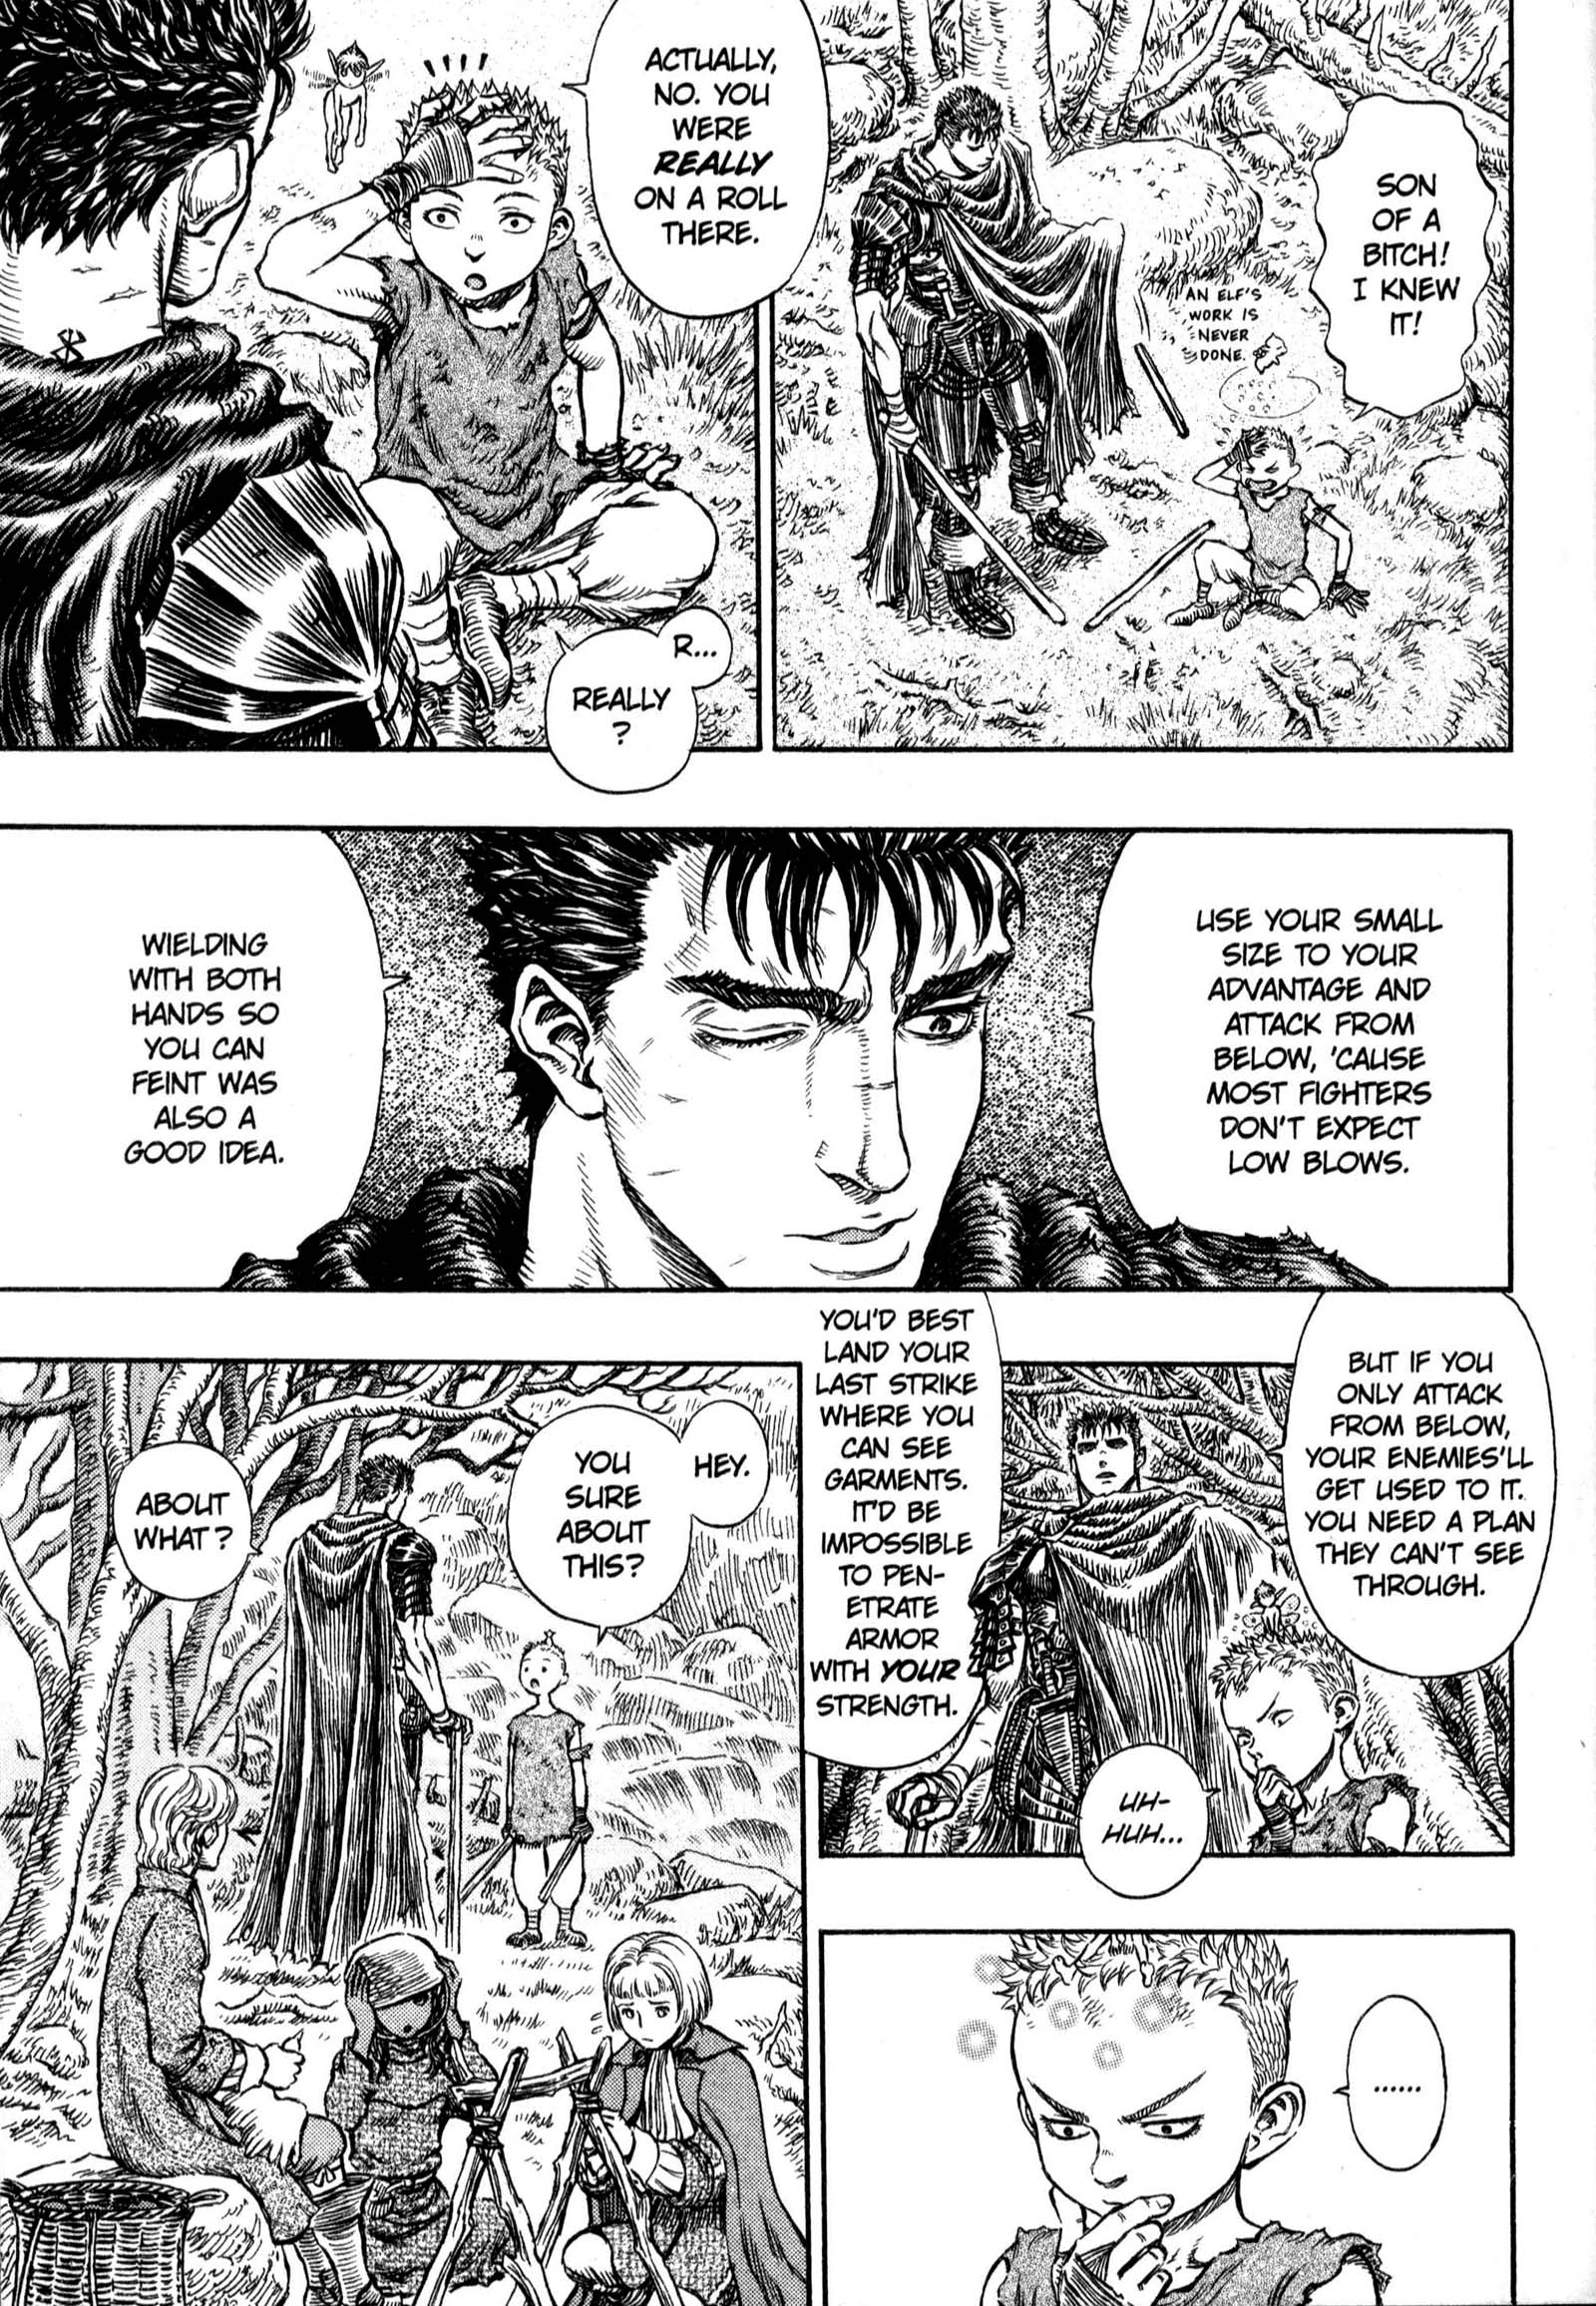 SON
OF A
BITCH!
I KNEW
IT!
AN ELF'S
WORK IS
NEVER
DONE.
ACTUALLY,
NO. YOU
WERE
REALLY
ON A ROLL
THERE.
R...
REALLY
?
USE YOUR SMALL
SIZE TO YOUR
ADVANTAGE AND
ATTACK FROM
BELOW, 'CAUSE
MOST FIGHTERS
DON'T EXPECT
LOW BLOWS.
WIELDING
WITH BOTH
HANDS SO
YOU CAN
FEINT WAS
ALSO A
GOOD IDEA.
BUT IF YOU
ONLY ATTACK
FROM BELOW,
YOUR ENEMIES'LL
GET USED TO IT.
YOU NEED A PLAN
THEY CAN'T SEE
THROUGH.
YOU'D BEST
LAND YOUR
LAST STRIKE
WHERE YOU
CAN SEE
GARMENTS.
IT'D BE
IMPOSSIBLE
TO PEN-
ETRATE
ARMOR
WITH YOUR
STRENGTH.
UH-
HUH...
......
HEY.
YOU
SURE
ABOUT
THIS?
ABOUT
WHAT?